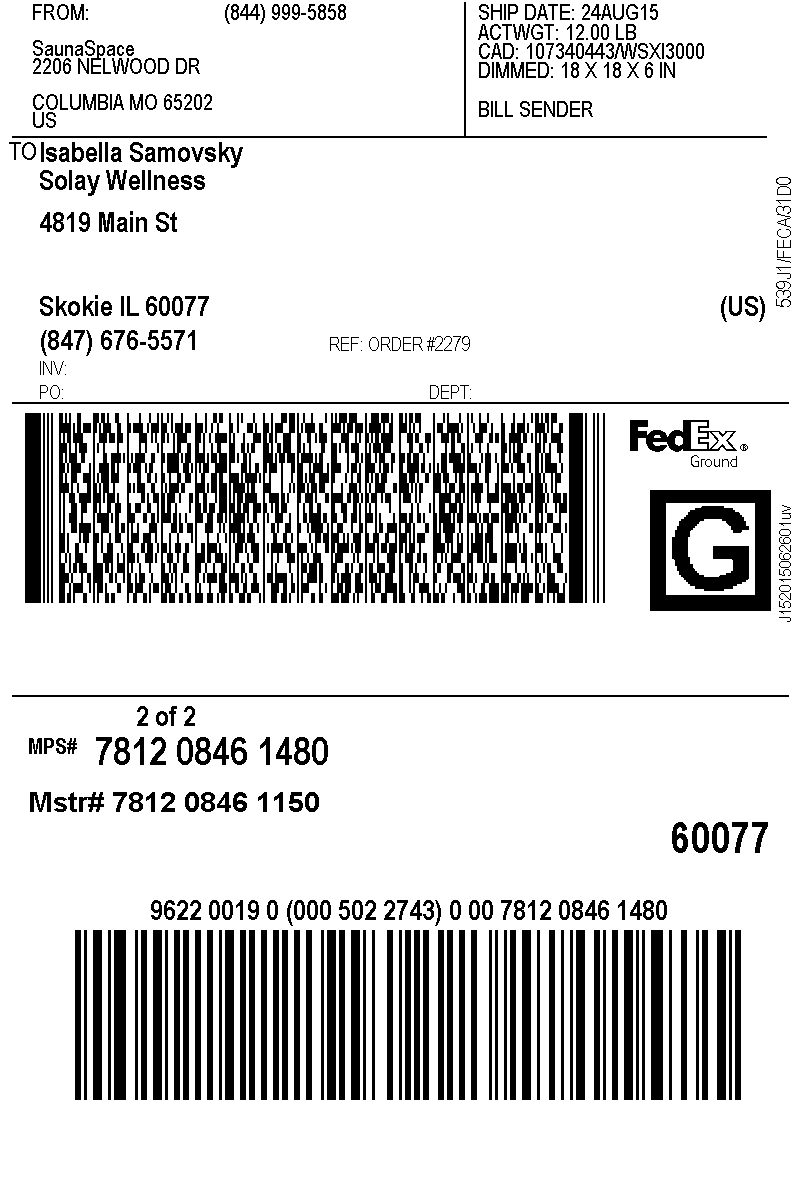 FROM: (844) 999-5858
SaunaSpace
2206 NELWOOD DR
COLUMBIA MO 65202
US
SHIP DATE: 24AUG15
ACTWGT: 12.00 LB
CAD: 107340443/WSXI3000
DIMMED: 18 X 18 X 6 IN
BILL SENDER
TO Isabella Samovsky
Solay Wellness
4819 Main St
Skokie IL 60077 (US)
(847) 676-5571 REF: ORDER #2279
INV:
PO: DEPT:
539J1/FECA/31D0
FedEx®
Ground
G
J152015062601uv
2 of 2
MPS# 7812 0846 1480
Mstr# 7812 0846 1150
60077
9622 0019 0 (000 502 2743) 0 00 7812 0846 1480